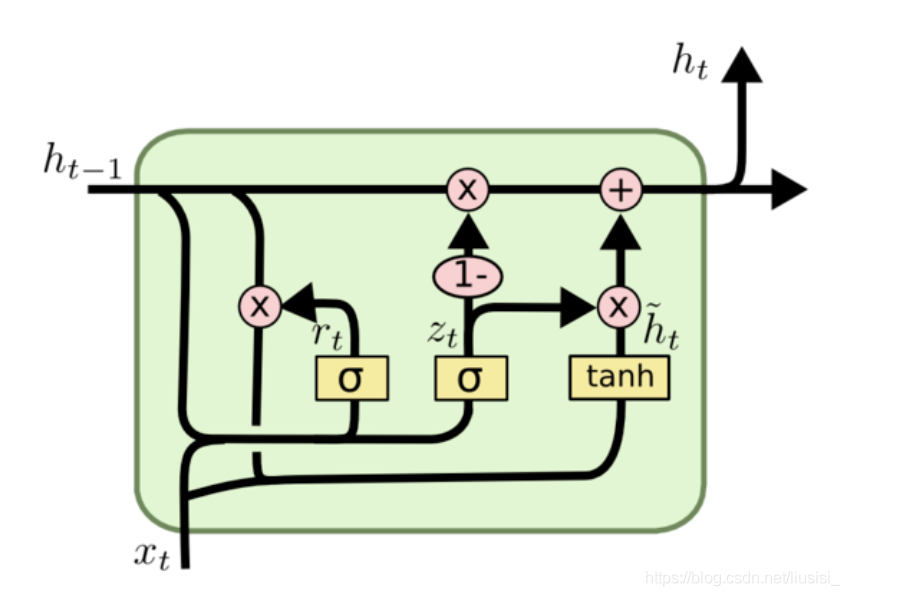 h_t
h_{t-1}
x
+
1-
x
r_t
z_t
x
h̃_t
σ
σ
tanh
x_t
https://blog.csdn.net/liusisi_